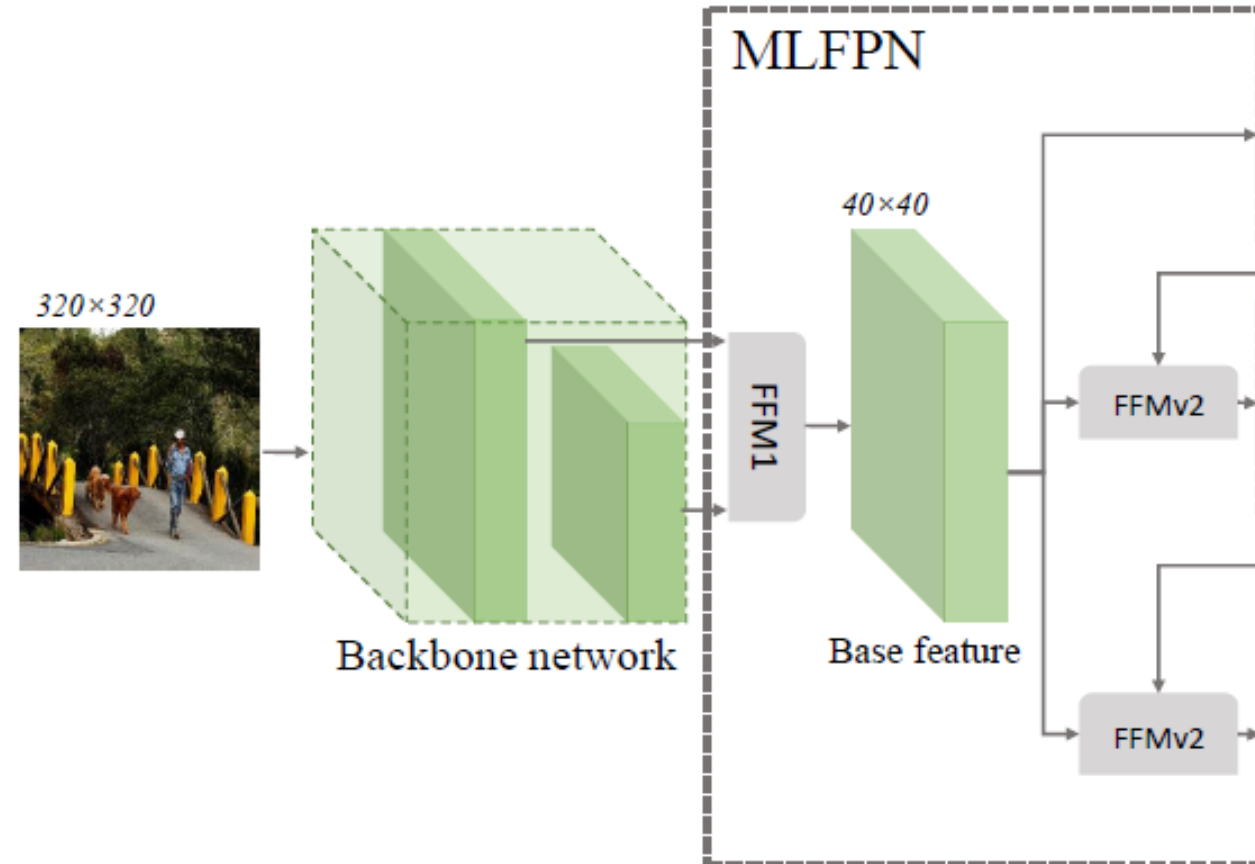 MLFPN
40×40
320×320
FFM1
FFMv2
Backbone network
Base feature
FFMv2